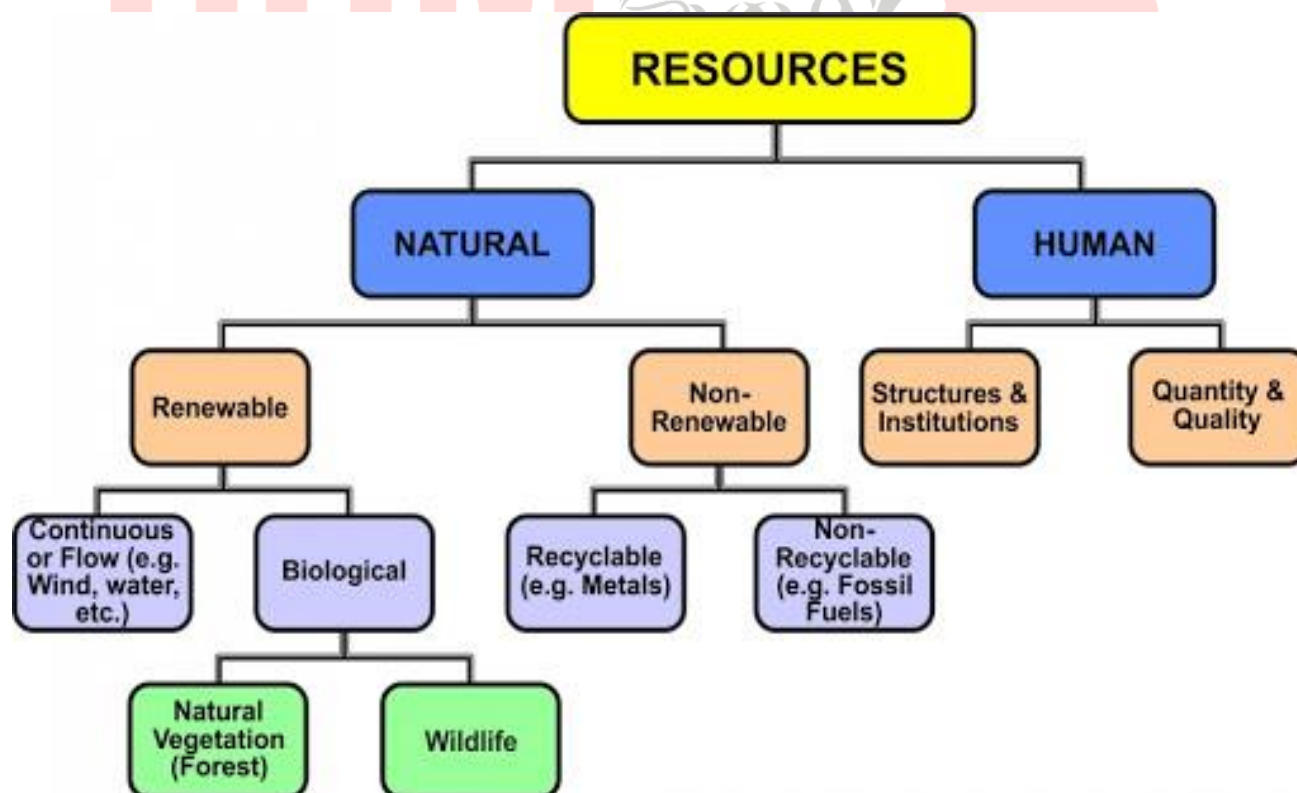 RESOURCES
NATURAL
HUMAN
Renewable
Non-
Renewable
Structures &
Institutions
Quantity &
Quality
Continuous
or Flow (e.g.
Wind, water,
etc.)
Biological
Recyclable
(e.g. Metals)
Non-
Recyclable
(e.g. Fossil
Fuels)
Natural
Vegetation
(Forest)
Wildlife